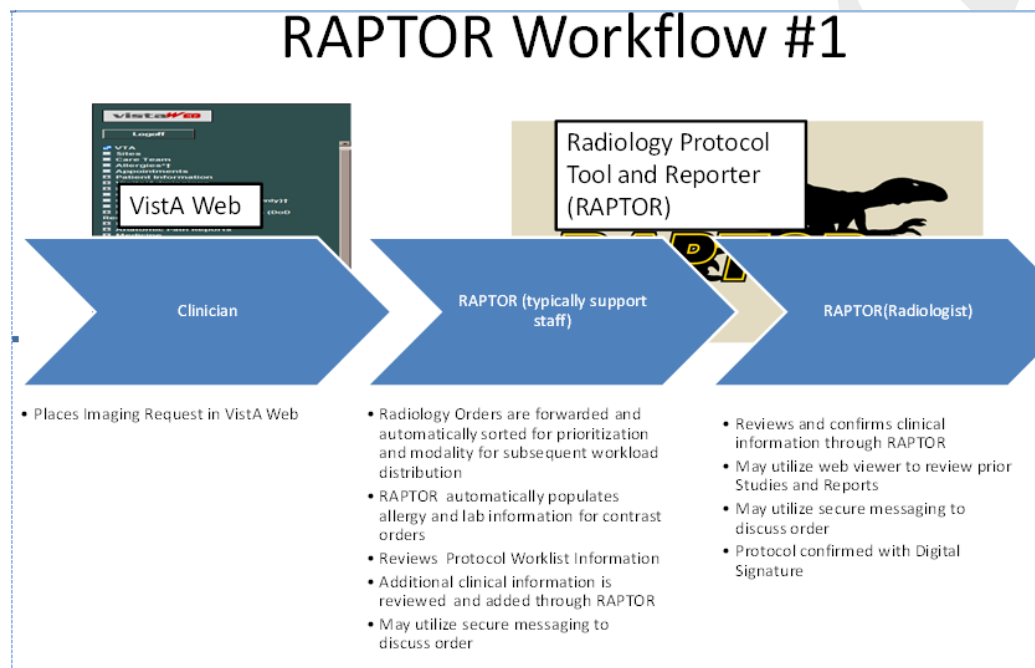 RAPTOR Workflow #1
vistaWEB
Logoff
VTA
Sites
Care Team
Allergies*†
Appointments
Patient Information
VistA Web
only)†
(DoD
Radiology Protocol
Tool and Reporter
(RAPTOR)
Clinician
RAPTOR (typically support
staff)
RAPTOR(Radiologist)
• Places Imaging Request in VistA Web
• Radiology Orders are forwarded and
automatically sorted for prioritization
and modality for subsequent workload
distribution
• RAPTOR automatically populates
allergy and lab information for contrast
orders
• Reviews Protocol Worklist Information
• Additional clinical information is
reviewed and added through RAPTOR
• May utilize secure messaging to
discuss order
• Reviews and confirms clinical
information through RAPTOR
• May utilize web viewer to review prior
Studies and Reports
• May utilize secure messaging to
discuss order
• Protocol confirmed with Digital
Signature